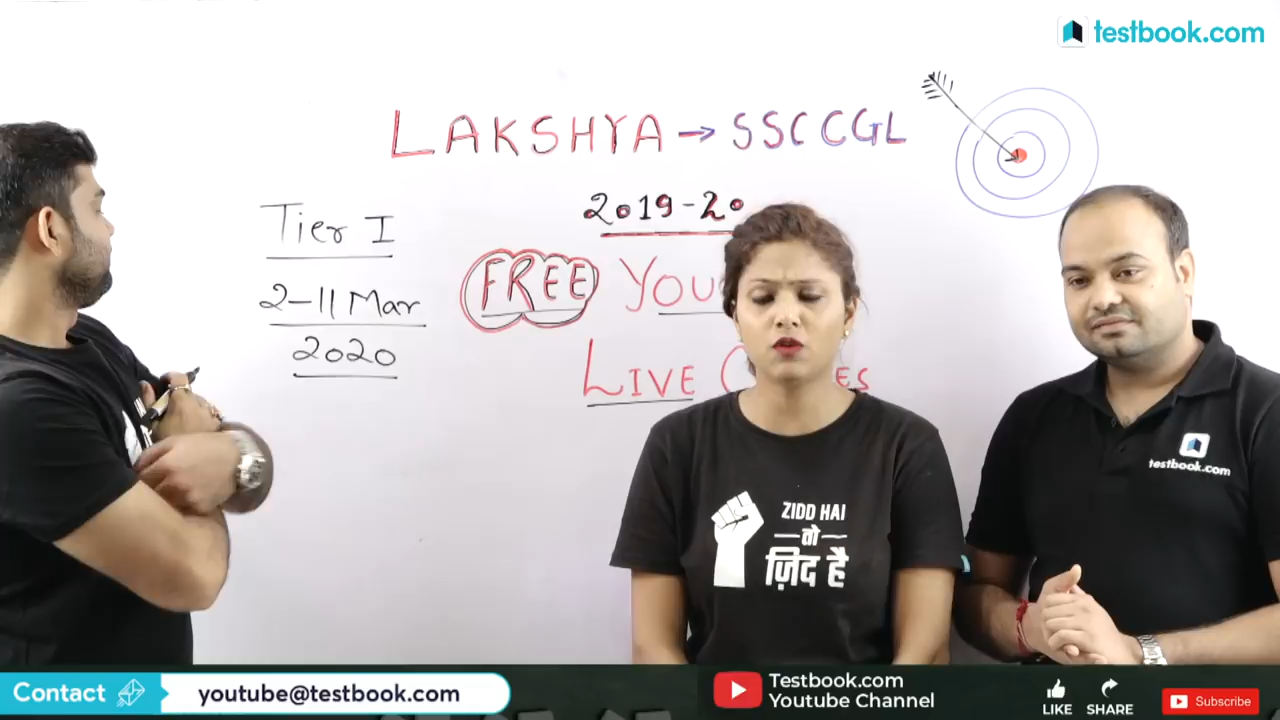 testbook.com
LAKSHYA → SSC CGL
2019-20
Tier I
2-11 Mar
2020
FREE
LIVE
ZIDD HAI
तो
ज़िद है
testbook.com
Contact
youtube@testbook.com
Testbook.com
Youtube Channel
LIKE
SHARE
Subscribe